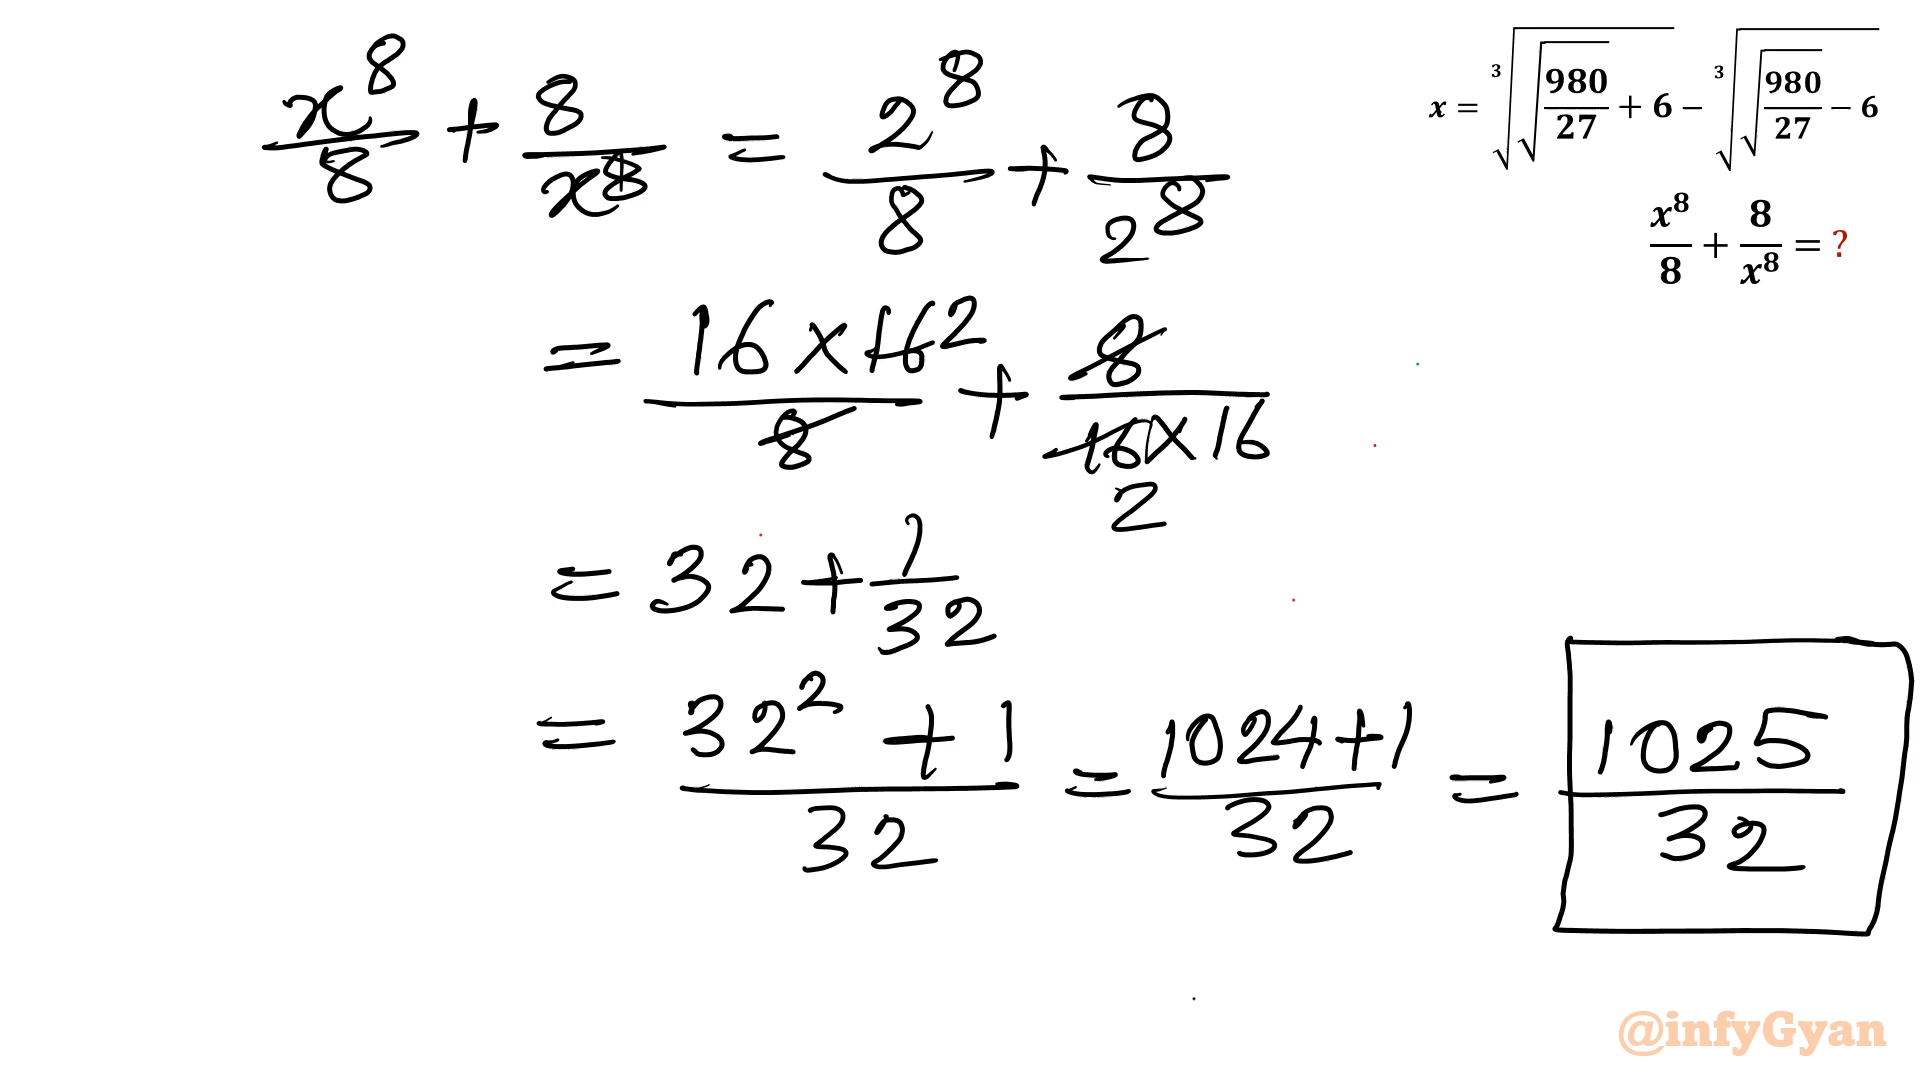 x = ∛(√(980/27) + 6) − ∛(√(980/27) − 6)
x⁸/8 + 8/x⁸ = ?
x⁸/8 + 8/x⁸ = 2⁸/8 + 8/2⁸
= 16 × 16 2/8 + 8/16 × 16 2
= 32 + 1/32
= 32² + 1/32 = 1024 + 1/32 = 1025/32
@infyGyan